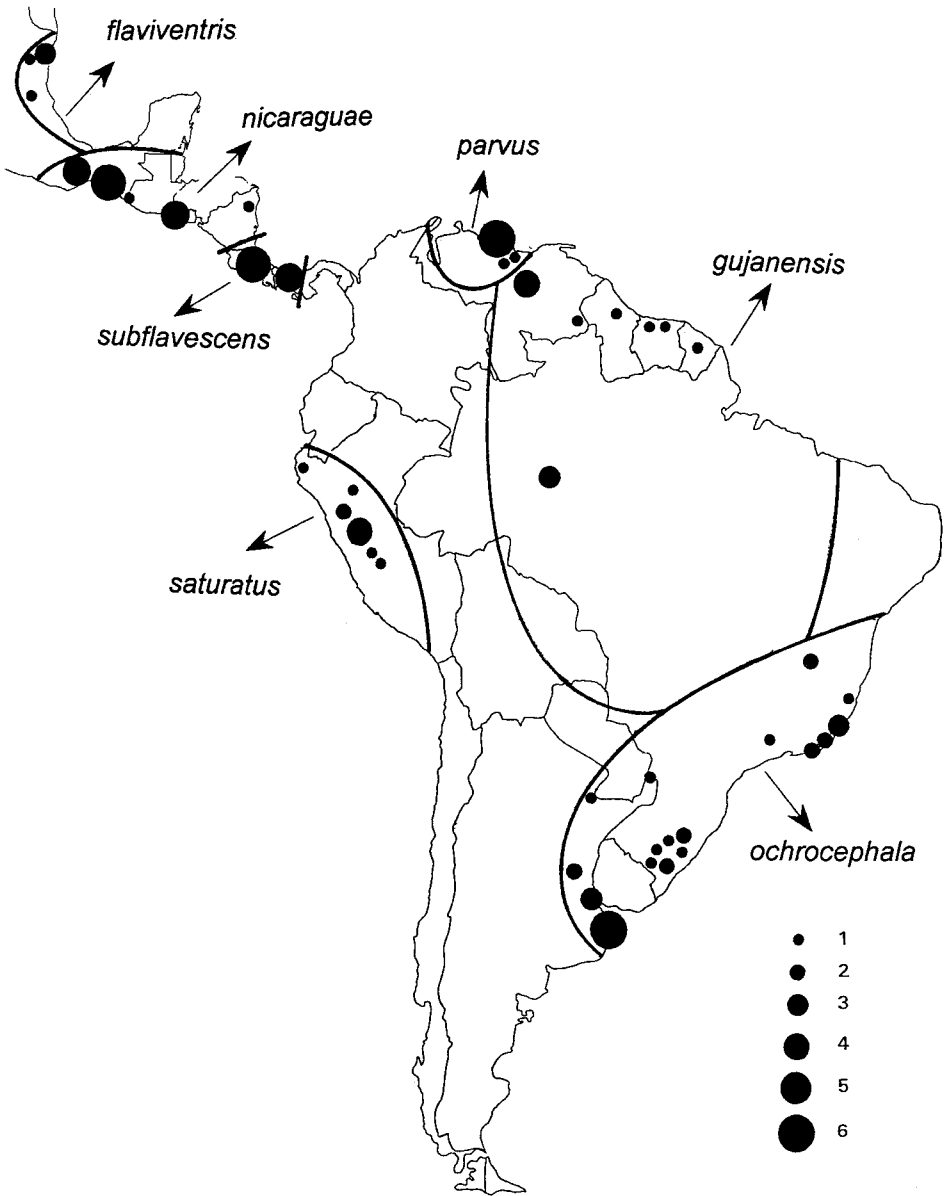 flaviventris
nicaraguae
parvus
gujanensis
subflavescens
saturatus
ochrocephala
1
2
3
4
5
6